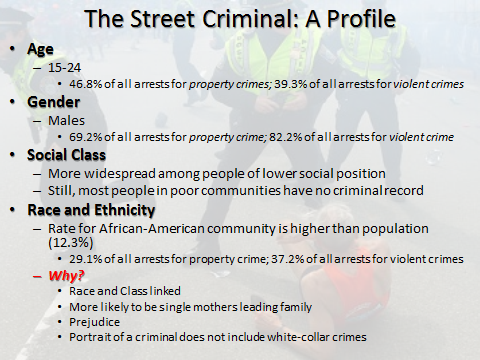 The Street Criminal: A Profile
• Age
– 15-24
• 46.8% of all arrests for property crimes; 39.3% of all arrests for violent crimes
• Gender
– Males
• 69.2% of all arrests for property crime; 82.2% of all arrests for violent crime
• Social Class
– More widespread among people of lower social position
– Still, most people in poor communities have no criminal record
• Race and Ethnicity
– Rate for African-American community is higher than population
(12.3%)
• 29.1% of all arrests for property crime; 37.2% of all arrests for violent crimes
– Why?
• Race and Class linked
• More likely to be single mothers leading family
• Prejudice
• Portrait of a criminal does not include white-collar crimes